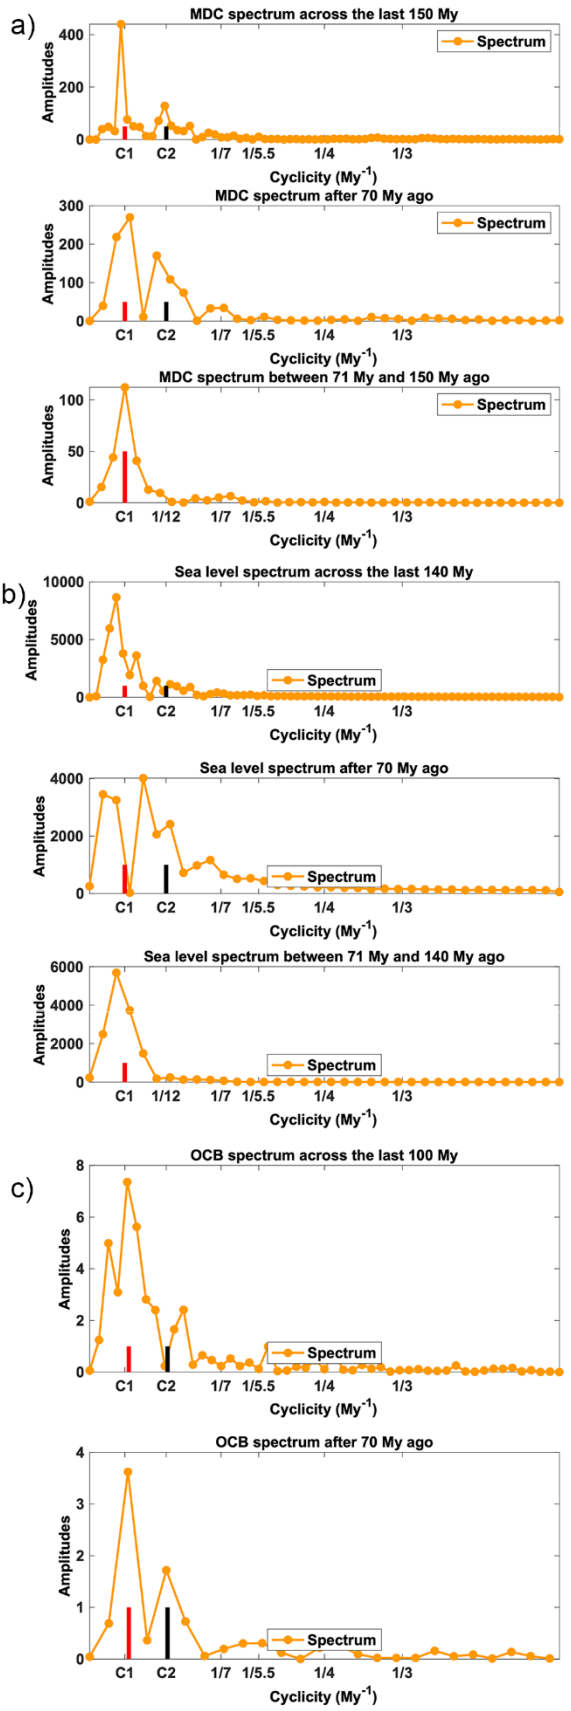 a)
MDC spectrum across the last 150 My
Amplitudes
400
200
0
Spectrum
C1 C2 1/7 1/5.5 1/4 1/3
Cyclicity (My⁻¹)
MDC spectrum after 70 My ago
Amplitudes
300
200
100
0
Spectrum
C1 C2 1/7 1/5.5 1/4 1/3
Cyclicity (My⁻¹)
MDC spectrum between 71 My and 150 My ago
Amplitudes
100
50
0
Spectrum
C1 1/12 1/7 1/5.5 1/4 1/3
Cyclicity (My⁻¹)
b)
Sea level spectrum across the last 140 My
Amplitudes
10000
5000
0
Spectrum
C1 C2 1/7 1/5.5 1/4 1/3
Cyclicity (My⁻¹)
Sea level spectrum after 70 My ago
Amplitudes
4000
2000
0
Spectrum
C1 C2 1/7 1/5.5 1/4 1/3
Cyclicity (My⁻¹)
Sea level spectrum between 71 My and 140 My ago
Amplitudes
6000
4000
2000
0
Spectrum
C1 1/12 1/7 1/5.5 1/4 1/3
Cyclicity (My⁻¹)
c)
OCB spectrum across the last 100 My
Amplitudes
8
6
4
2
0
Spectrum
C1 C2 1/7 1/5.5 1/4 1/3
Cyclicity (My⁻¹)
OCB spectrum after 70 My ago
Amplitudes
4
3
2
1
0
Spectrum
C1 C2 1/7 1/5.5 1/4 1/3
Cyclicity (My⁻¹)